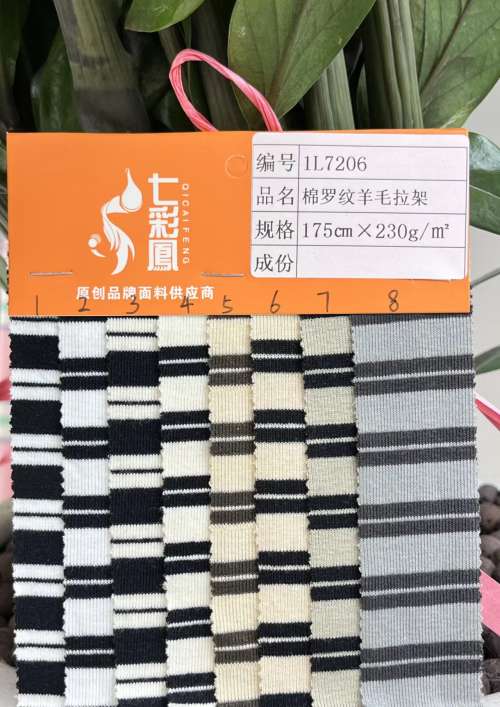 七彩鳳
QICAIFENG
原创品牌面料供应商
编号 1L7206
品名 棉罗纹羊毛拉架
规格 175㎝×230g/㎡
成份
1 2 3 4 5 6 7 8